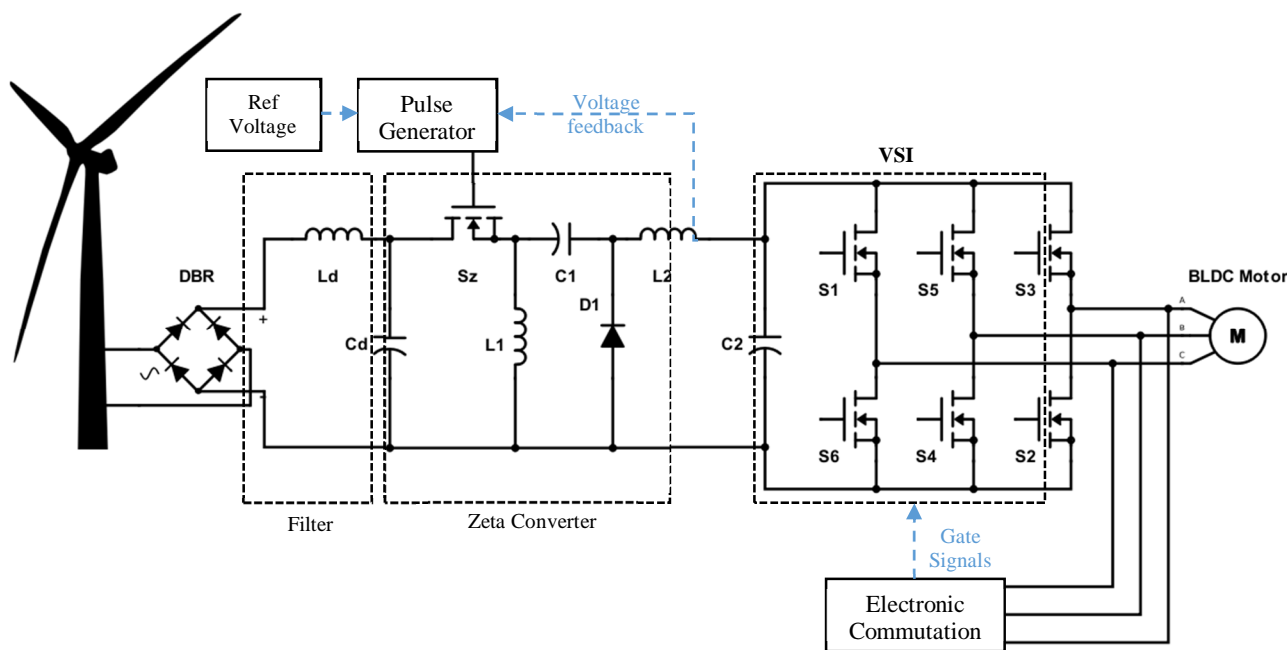 Ref
Voltage
Pulse
Generator
Voltage
feedback
VSI
DBR
+
-
Ld
Cd
Sz
L1
C1
D1
L2
C2
S1
S5
S3
S6
S4
S2
BLDC Motor
A
B
C
M
Filter
Zeta Converter
Gate
Signals
Electronic
Commutation